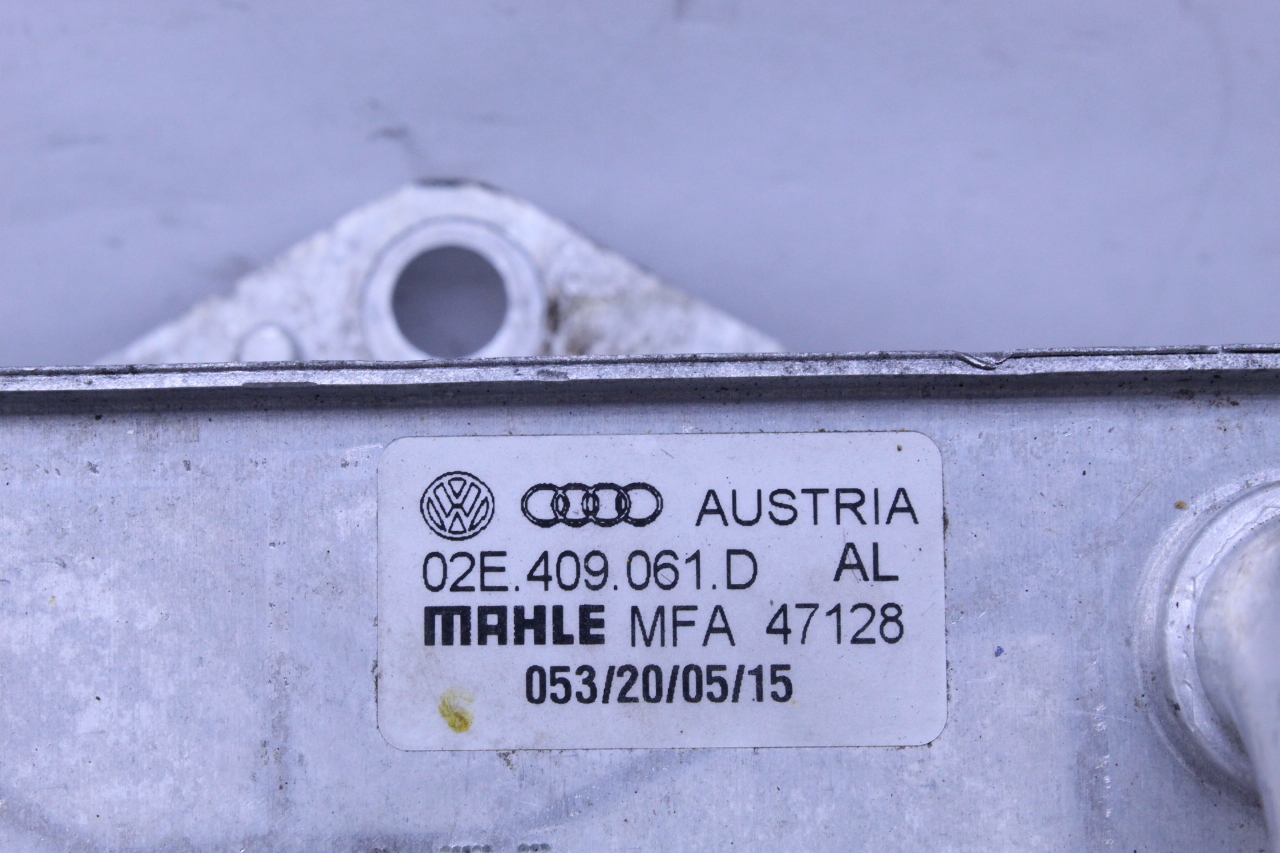 AUSTRIA
02E.409.061.D AL
MAHLE MFA 47128
053/20/05/15